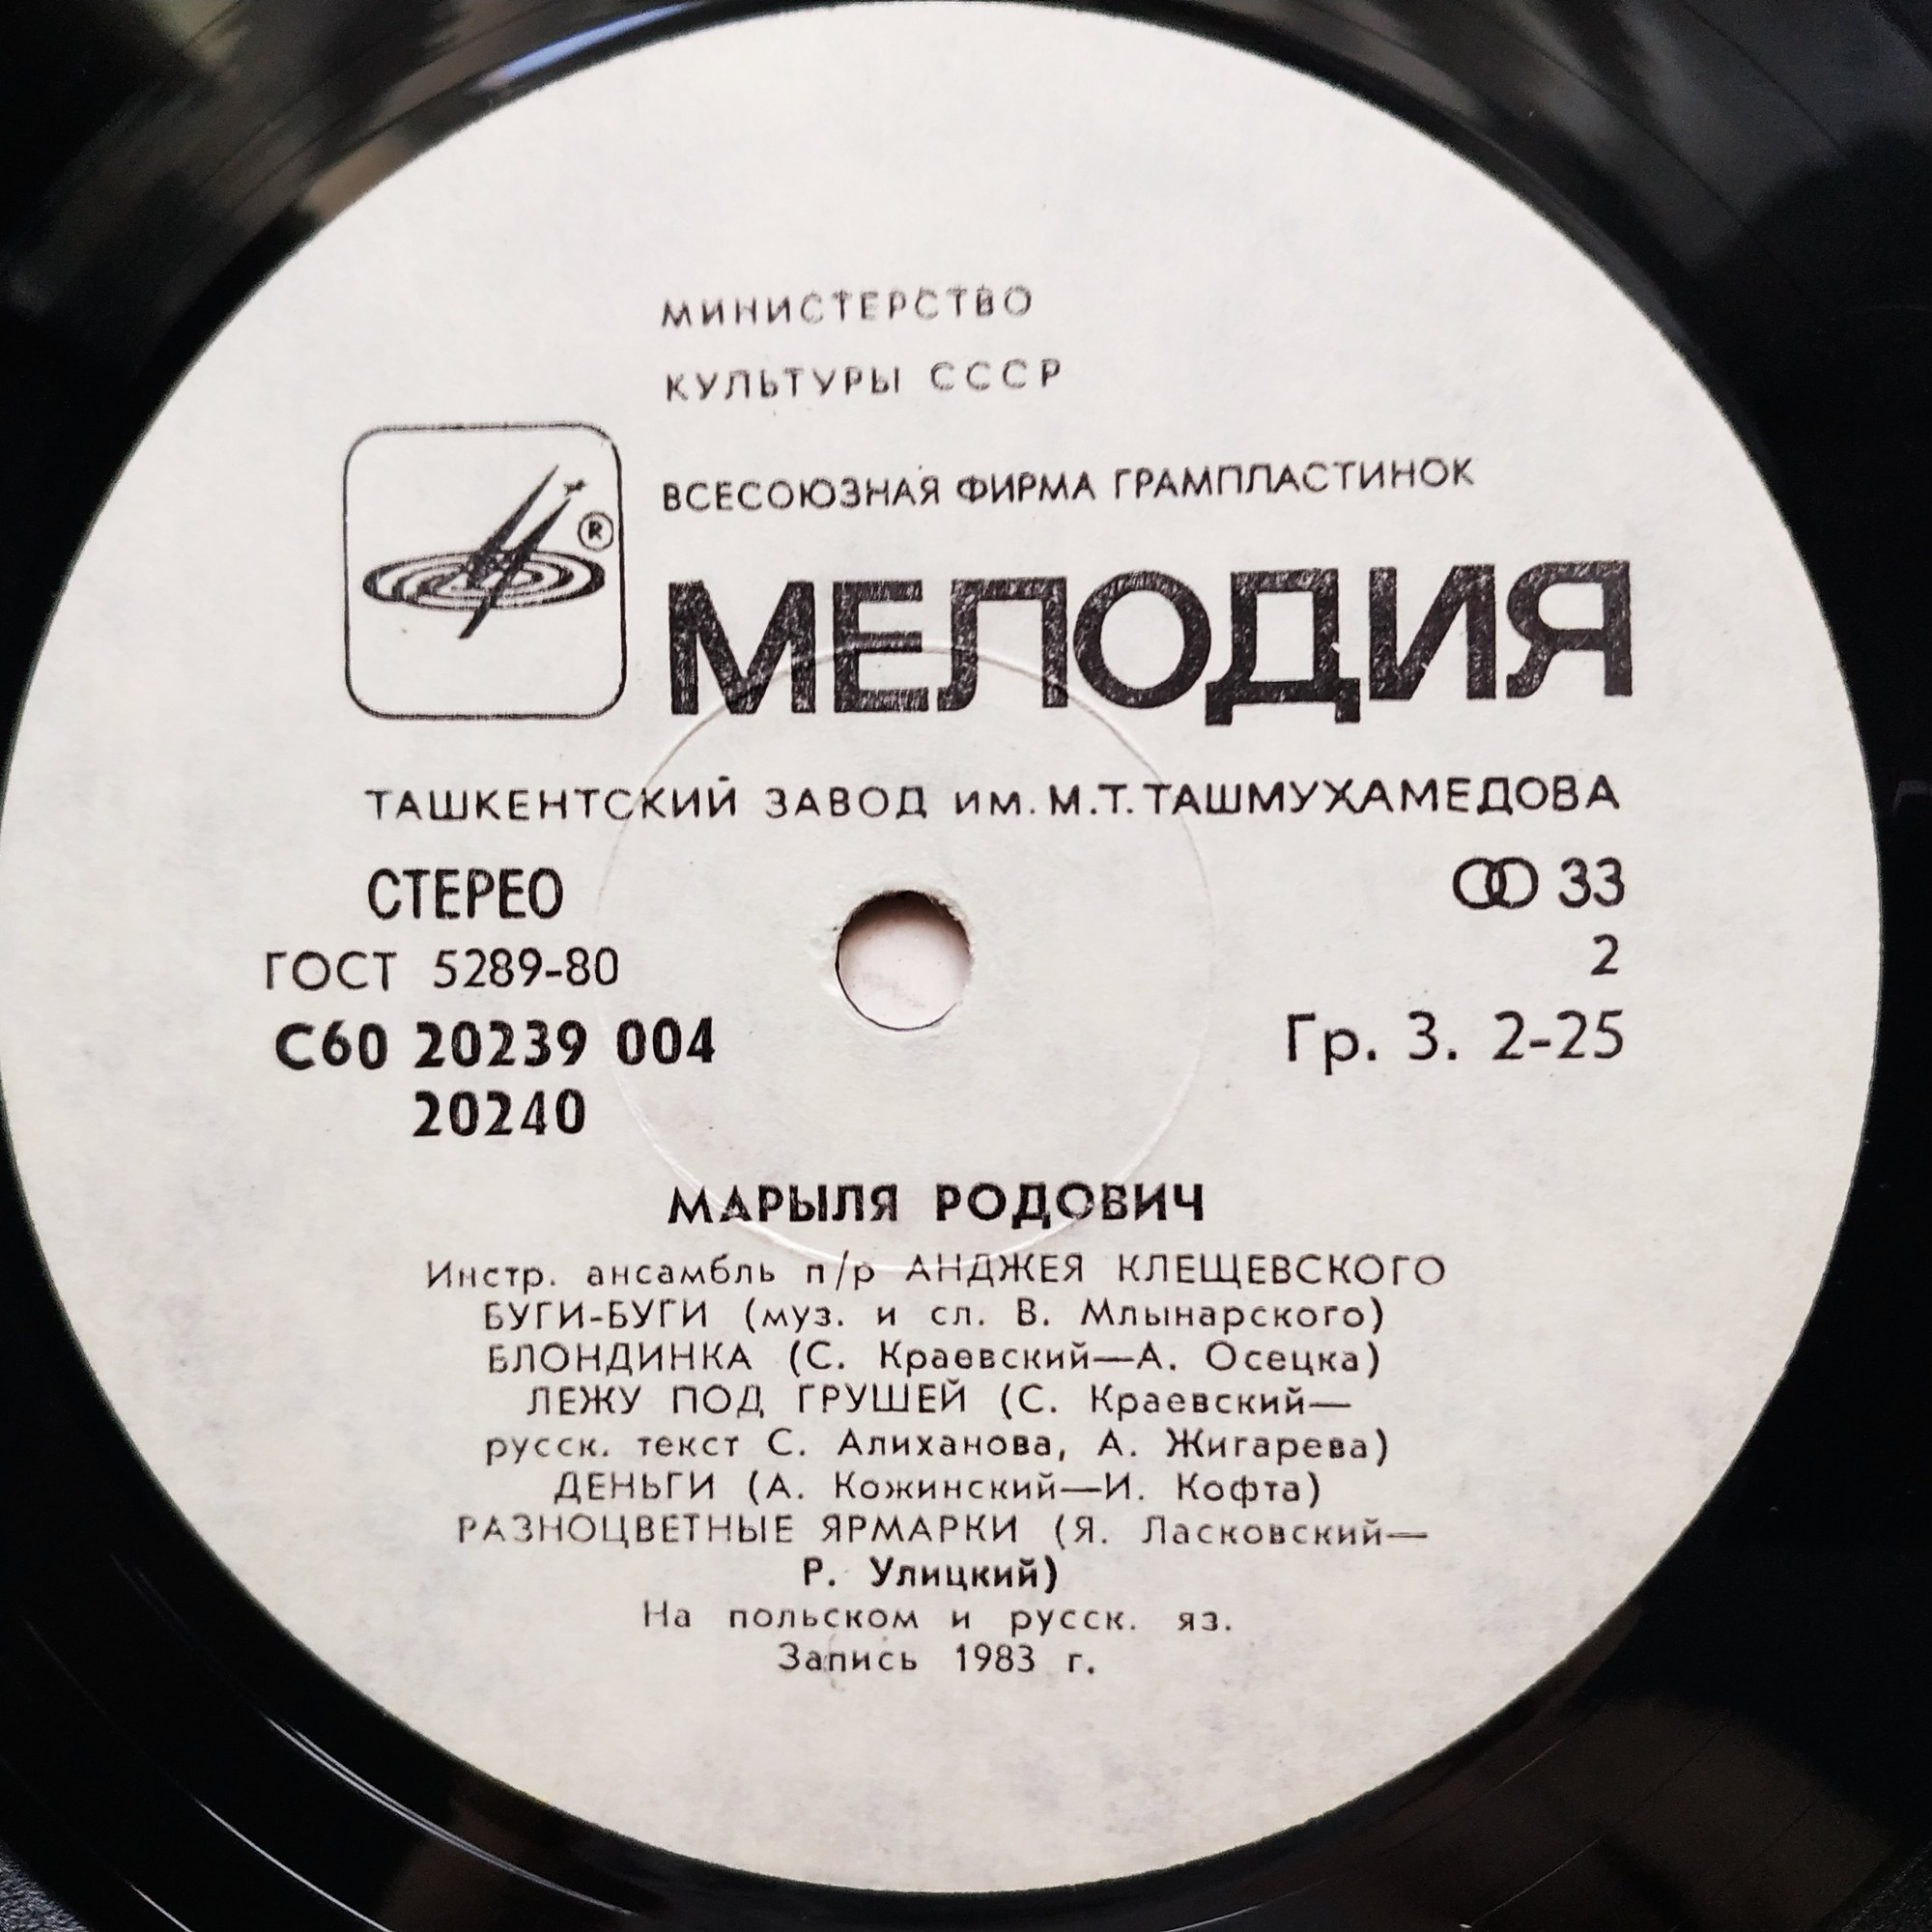 МИНИСТЕРСТВО
КУЛЬТУРЫ СССР
ВСЕСОЮЗНАЯ ФИРМА ГРАМПЛАСТИНОК
®
МЕЛОДИЯ
ТАШКЕНТСКИЙ ЗАВОД им. М.Т. ТАШМУХАМЕДОВА
СТЕРЕО
33
ГОСТ 5289-80
2
С60 20239 004
Гр. 3. 2-25
20240
МАРЫЛЯ РОДОВИЧ
Инстр. ансамбль п/р АНДЖЕЯ КЛЕЩЕВСКОГО
БУГИ-БУГИ (муз. и сл. В. Млынарского)
БЛОНДИНКА (С. Краевский—А. Осецка)
ЛЕЖУ ПОД ГРУШЕЙ (С. Краевский—
русск. текст С. Алиханова, А. Жигарева)
ДЕНЬГИ (А. Кожинский—И. Кофта)
РАЗНОЦВЕТНЫЕ ЯРМАРКИ (Я. Ласковский—
Р. Улицкий)
На польском и русск. яз.
Запись 1983 г.